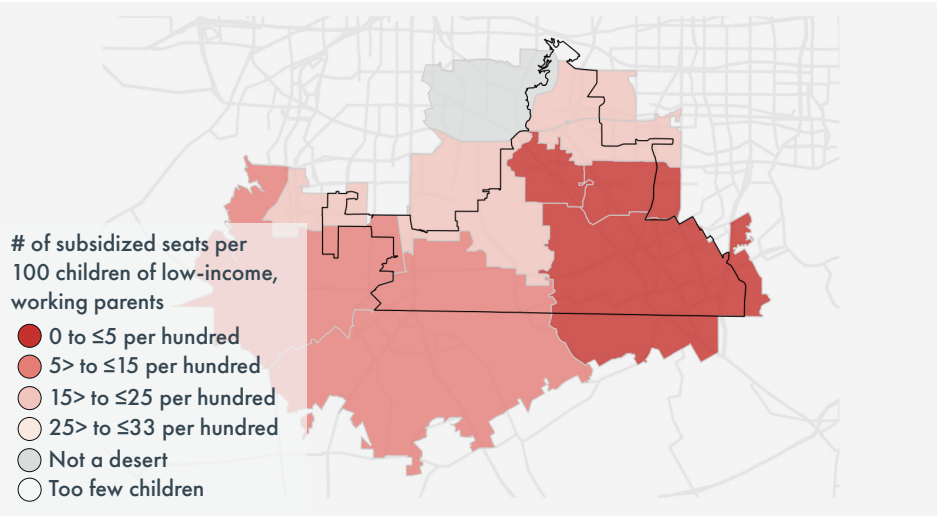 # of subsidized seats per
100 children of low-income,
working parents
0 to ≤5 per hundred
5> to ≤15 per hundred
15> to ≤25 per hundred
25> to ≤33 per hundred
Not a desert
Too few children